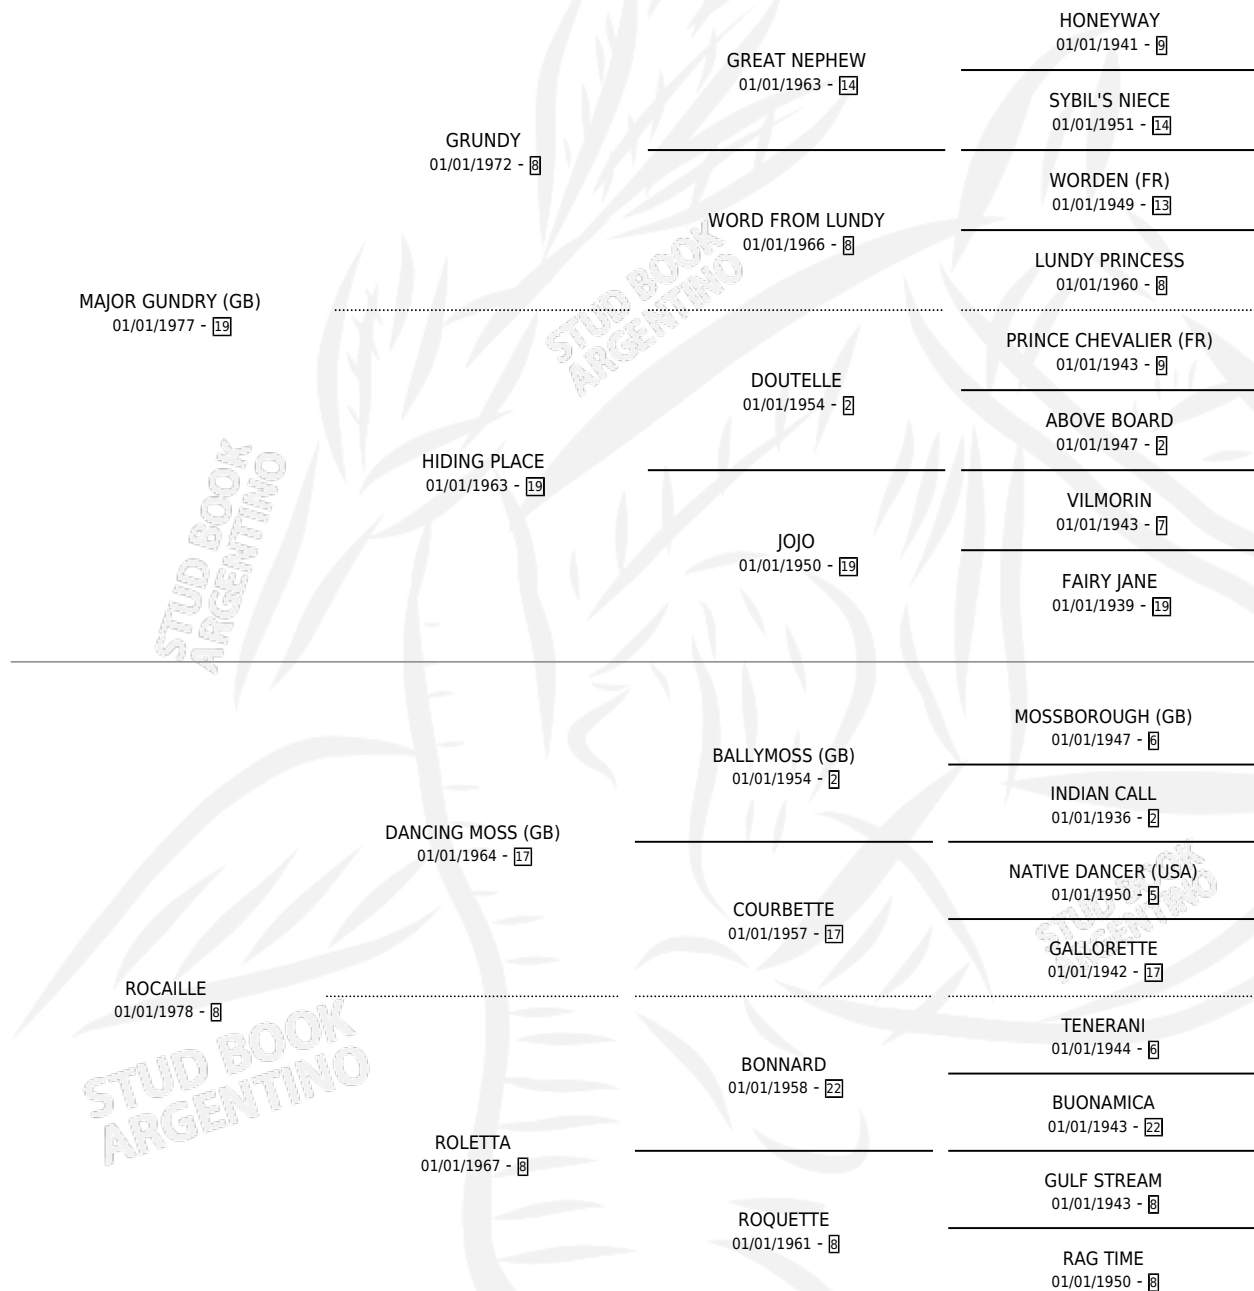 HONEYWAY
01/01/1941 - 9
GREAT NEPHEW
01/01/1963 - 14
SYBIL'S NIECE
01/01/1951 - 14
GRUNDY
01/01/1972 - 8
WORDEN (FR)
01/01/1949 - 13
WORD FROM LUNDY
01/01/1966 - 8
LUNDY PRINCESS
01/01/1960 - 8
MAJOR GUNDRY (GB)
01/01/1977 - 19
STUD BOOK
ARGENTINO
PRINCE CHEVALIER (FR)
01/01/1943 - 9
DOUTELLE
01/01/1954 - 2
ABOVE BOARD
01/01/1947 - 2
HIDING PLACE
01/01/1963 - 19
VILMORIN
01/01/1943 - 7
JOJO
01/01/1950 - 19
FAIRY JANE
01/01/1939 - 19
STUD BOOK
ARGENTINO
MOSSBOROUGH (GB)
01/01/1947 - 6
BALLYMOSS (GB)
01/01/1954 - 2
INDIAN CALL
01/01/1936 - 2
DANCING MOSS (GB)
01/01/1964 - 17
NATIVE DANCER (USA)
01/01/1950 - 5
COURBETTE
01/01/1957 - 17
STUD BOOK
ARGENTINO
GALLORETTE
01/01/1942 - 17
ROCAILLE
01/01/1978 - 8
TENERANI
01/01/1944 - 6
STUD BOOK
ARGENTINO
BONNARD
01/01/1958 - 22
BUONAMICA
01/01/1943 - 22
ROLETTA
01/01/1967 - 8
GULF STREAM
01/01/1943 - 8
ROQUETTE
01/01/1961 - 8
RAG TIME
01/01/1950 - 8